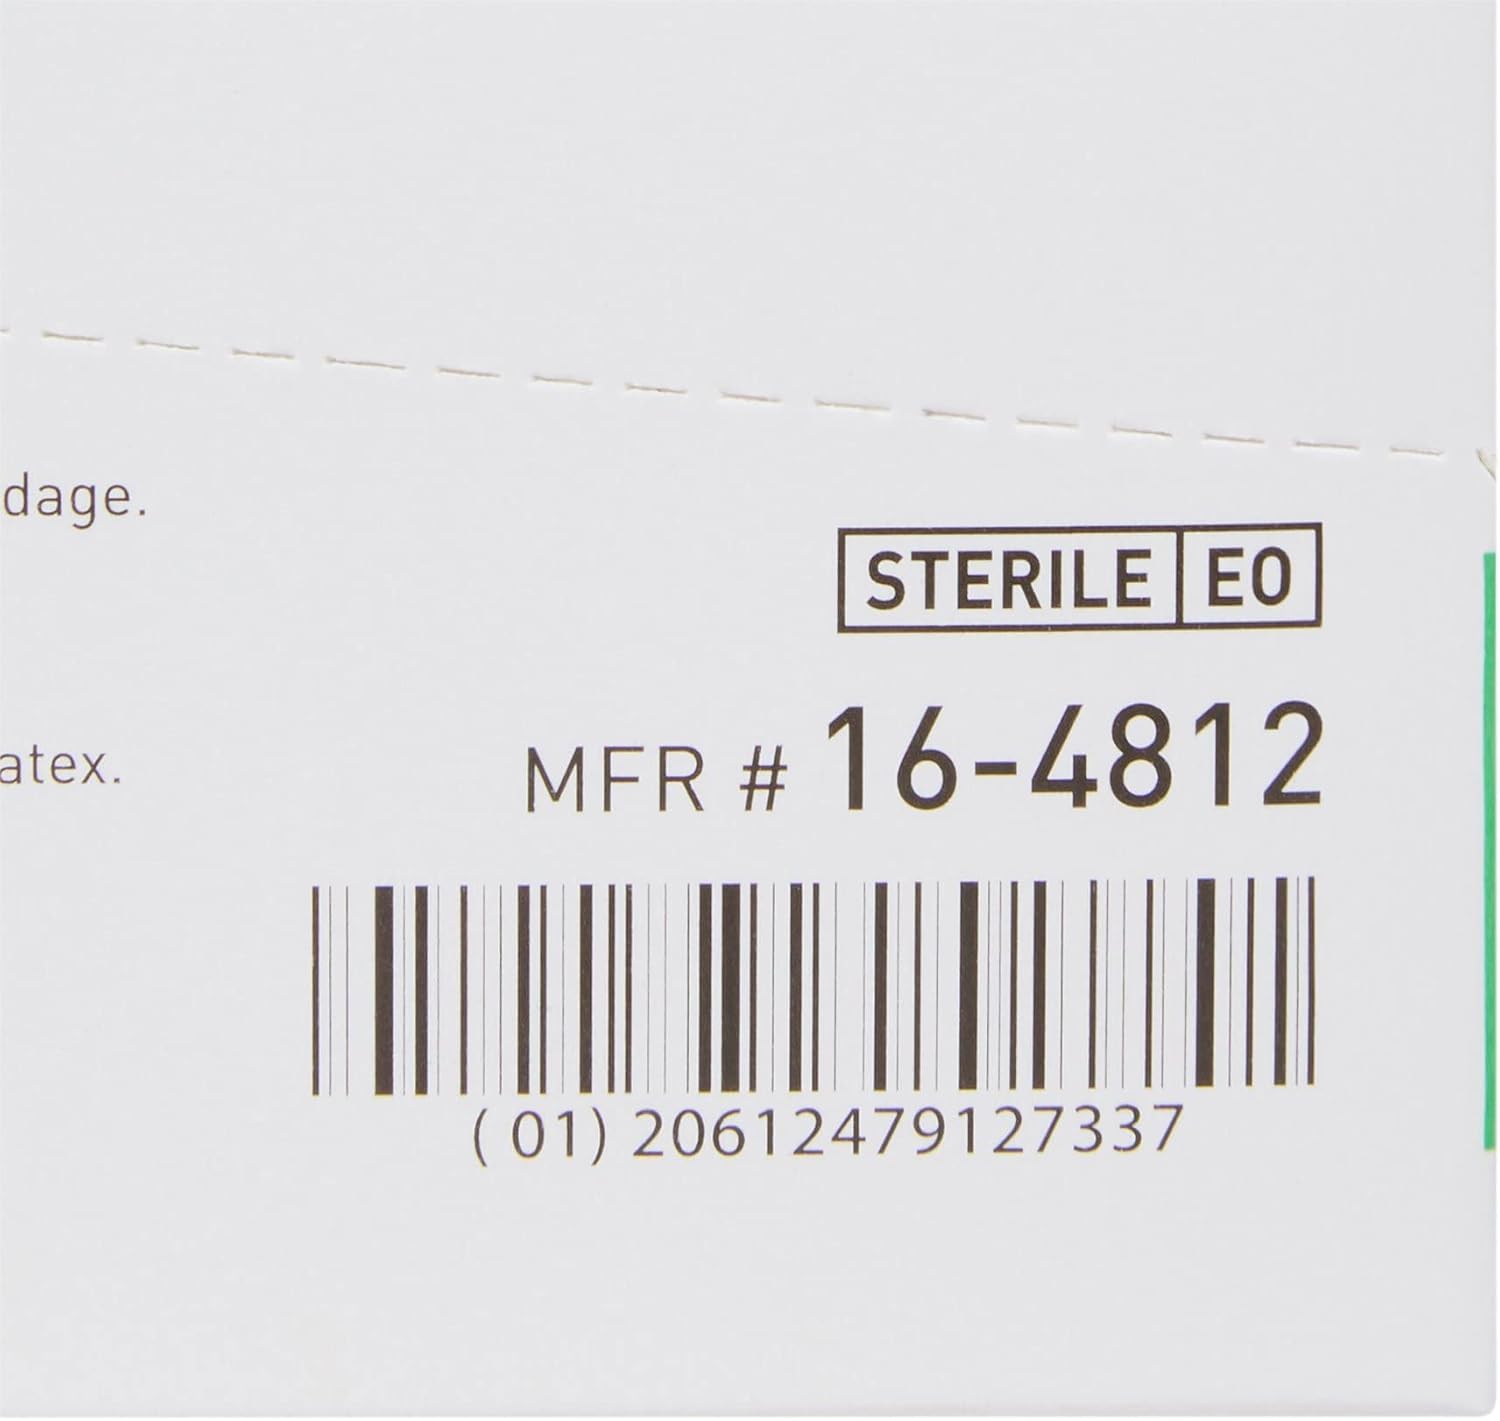 dage.
STERILE EO
atex.
MFR # 16-4812
( 01) 20612479127337